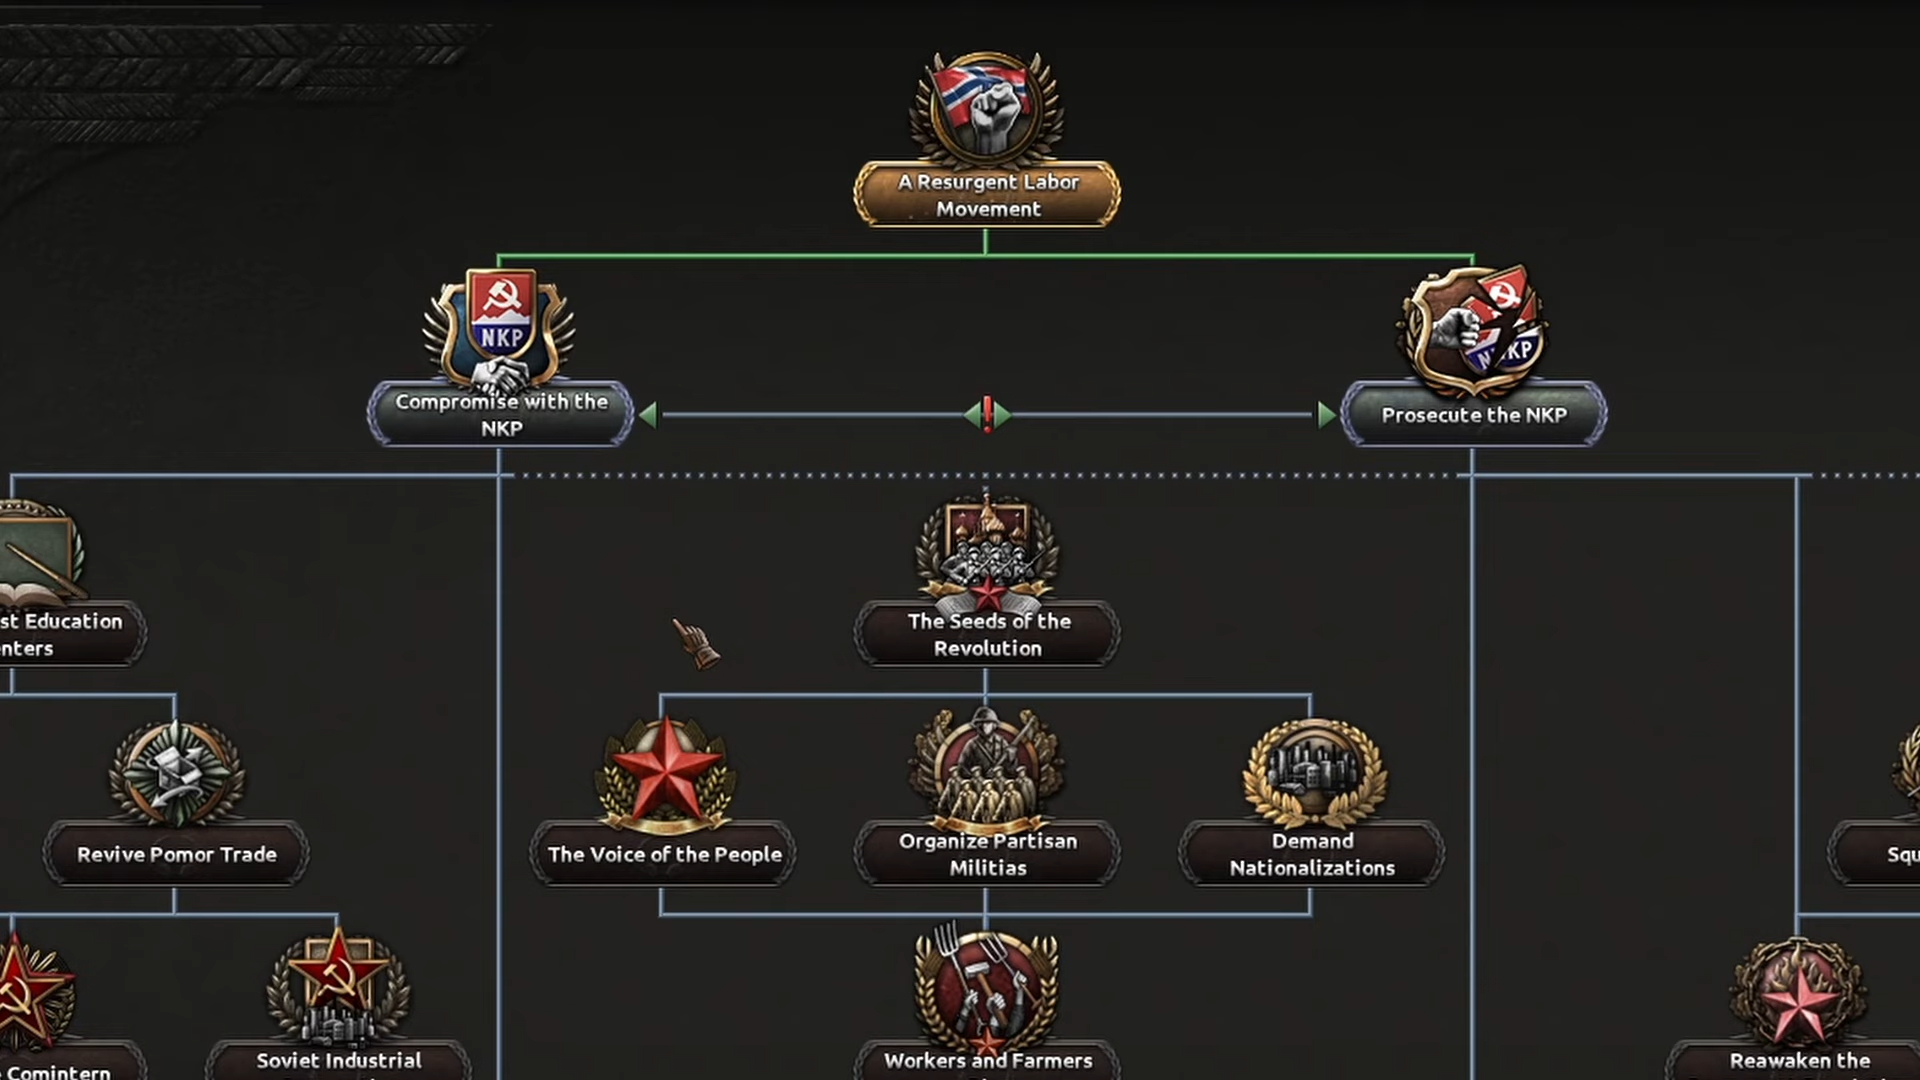 A Resurgent Labor
Movement
NKP
Compromise with the
NKP
NKP
Prosecute the NKP
st Education
nters
The Seeds of the
Revolution
Revive Pomor Trade
The Voice of the People
Organize Partisan
Militias
Demand
Nationalizations
Squ
Comintern
Soviet Industrial
Workers and Farmers
Reawaken the